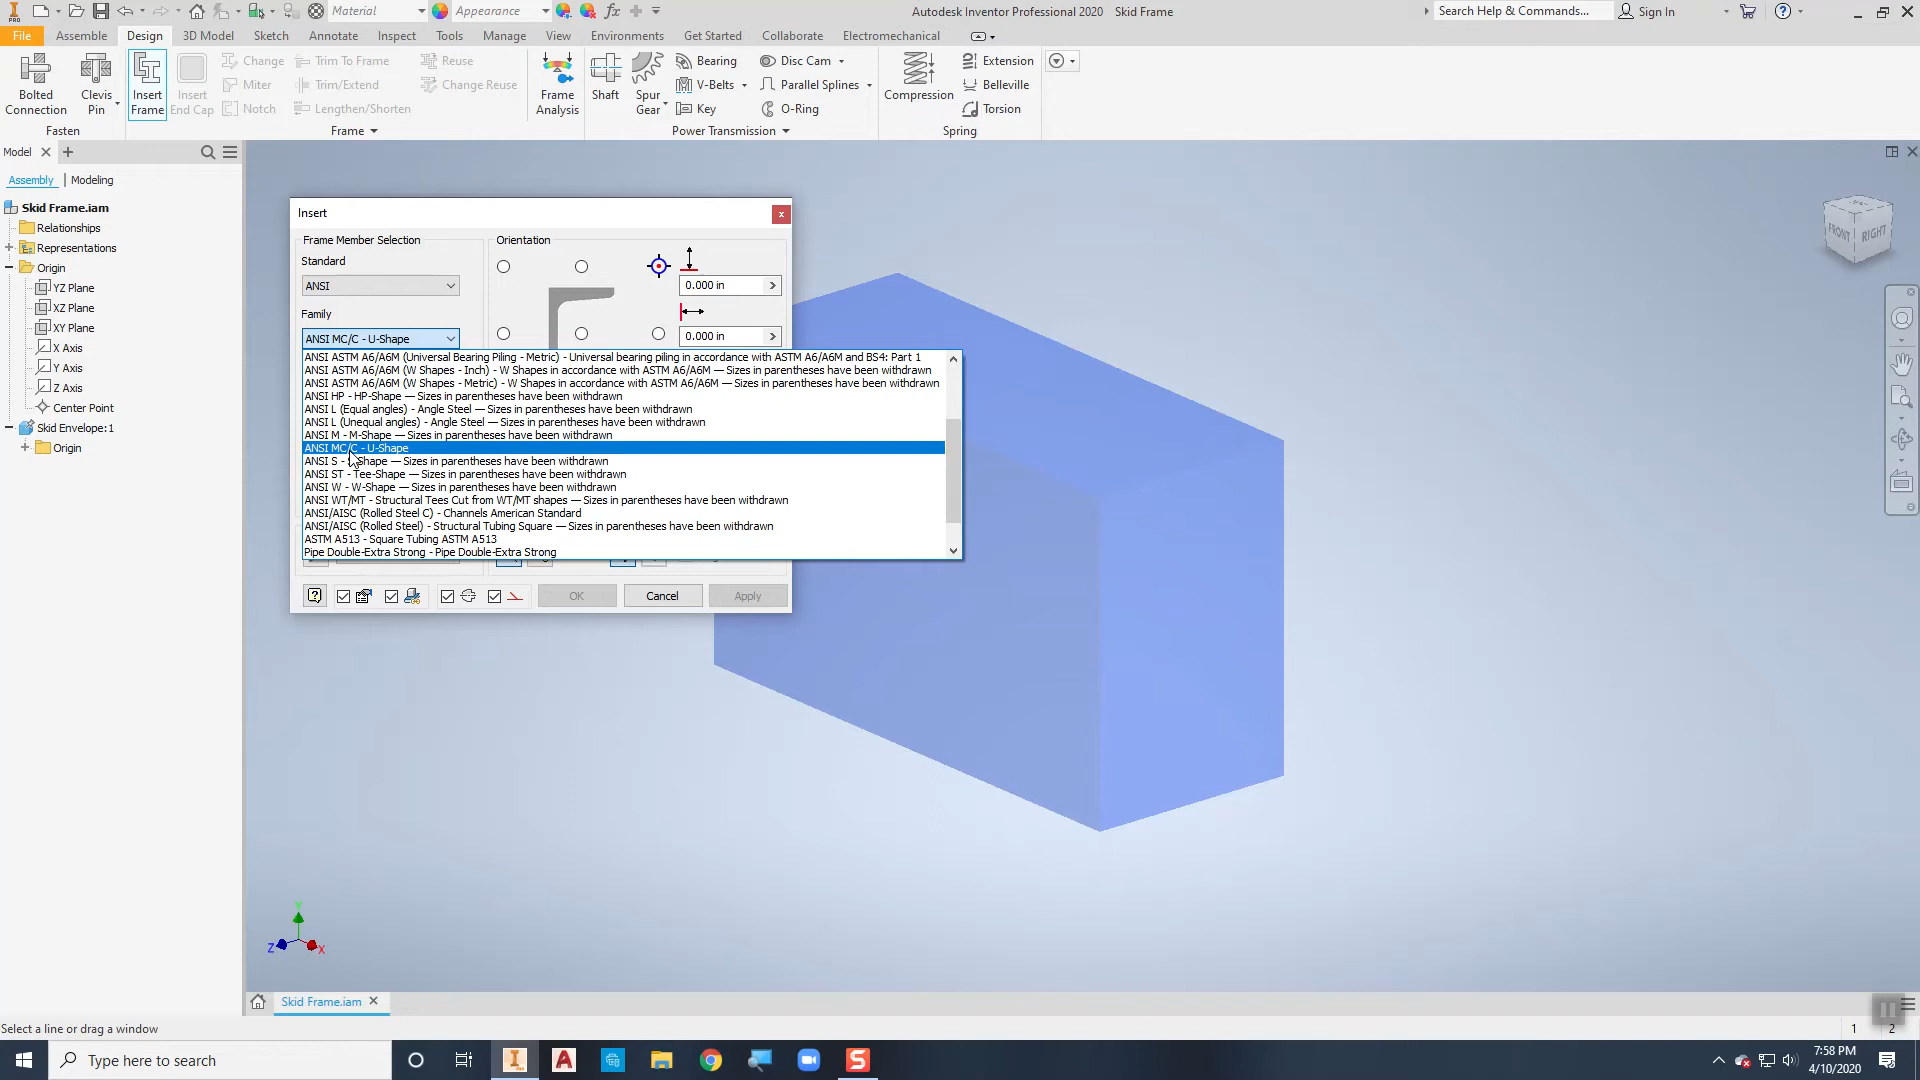 Material
Appearance
fx
Autodesk Inventor Professional 2020 Skid Frame
Search Help & Commands...
Sign In
File
Assemble
Design
3D Model
Sketch
Annotate
Inspect
Tools
Manage
View
Environments
Get Started
Collaborate
Electromechanical
Bolted
Connection
Clevis
Pin
Insert
Frame
Insert
End Cap
Change
Miter
Notch
Trim To Frame
Trim/Extend
Lengthen/Shorten
Reuse
Change Reuse
Frame
Analysis
Shaft
Spur
Gear
Bearing
V-Belts
Key
Disc Cam
Parallel Splines
O-Ring
Compression
Extension
Belleville
Torsion
Fasten
Frame
Power Transmission
Spring
Model
Assembly
Modeling
Skid Frame.iam
Relationships
Representations
Origin
YZ Plane
XZ Plane
XY Plane
X Axis
Y Axis
Z Axis
Center Point
Skid Envelope:1
Origin
Insert
Frame Member Selection
Orientation
Standard
ANSI
0.000 in
Family
ANSI MC/C - U-Shape
0.000 in
ANSI ASTM A6/A6M (Universal Bearing Piling - Metric) - Universal bearing piling in accordance with ASTM A6/A6M and BS4: Part 1
ANSI ASTM A6/A6M (W Shapes - Inch) - W Shapes in accordance with ASTM A6/A6M — Sizes in parentheses have been withdrawn
ANSI ASTM A6/A6M (W Shapes - Metric) - W Shapes in accordance with ASTM A6/A6M — Sizes in parentheses have been withdrawn
ANSI HP - HP-Shape — Sizes in parentheses have been withdrawn
ANSI L (Equal angles) - Angle Steel — Sizes in parentheses have been withdrawn
ANSI L (Unequal angles) - Angle Steel — Sizes in parentheses have been withdrawn
ANSI M - M-Shape — Sizes in parentheses have been withdrawn
ANSI MC/C - U-Shape
ANSI S - S-Shape — Sizes in parentheses have been withdrawn
ANSI ST - Tee-Shape — Sizes in parentheses have been withdrawn
ANSI W - W-Shape — Sizes in parentheses have been withdrawn
ANSI WT/MT - Structural Tees Cut from WT/MT shapes — Sizes in parentheses have been withdrawn
ANSI/AISC (Rolled Steel C) - Channels American Standard
ANSI/AISC (Rolled Steel) - Structural Tubing Square — Sizes in parentheses have been withdrawn
ASTM A513 - Square Tubing ASTM A513
Pipe Double-Extra Strong - Pipe Double-Extra Strong
OK
Cancel
Apply
FRONT
RIGHT
Y
Z
X
Skid Frame.iam
Select a line or drag a window
1
2
Type here to search
7:58 PM
4/10/2020